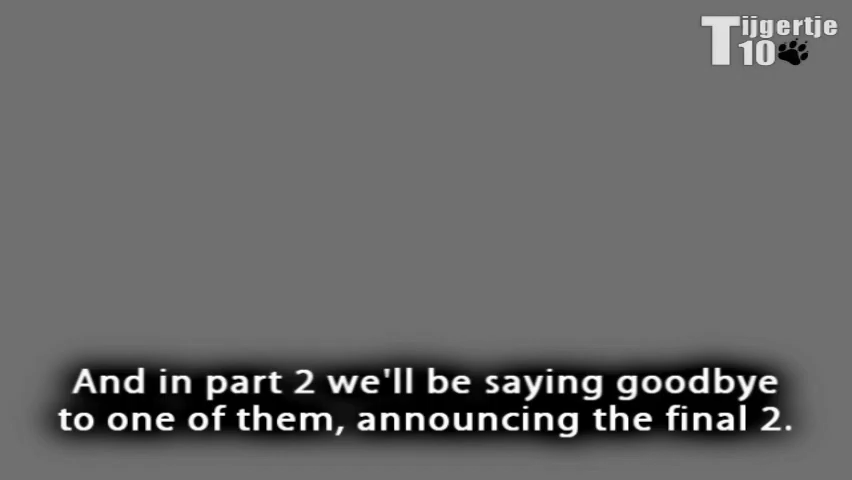 Tijgertje
10
And in part 2 we'll be saying goodbye
to one of them, announcing the final 2.